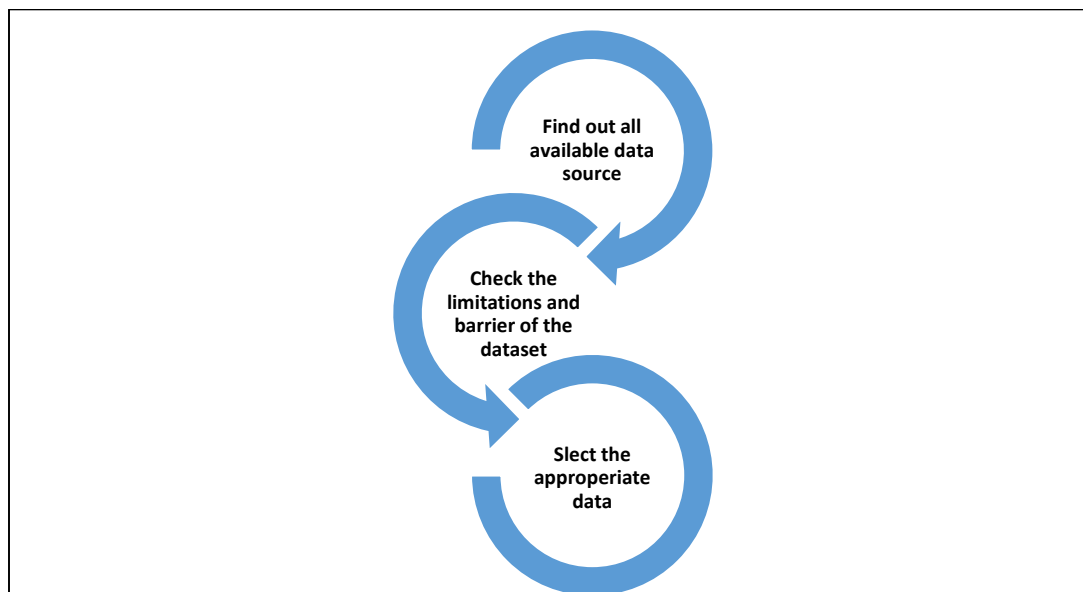 Find out all
available data
source
Check the
limitations and
barrier of the
dataset
Slect the
approperiate
data